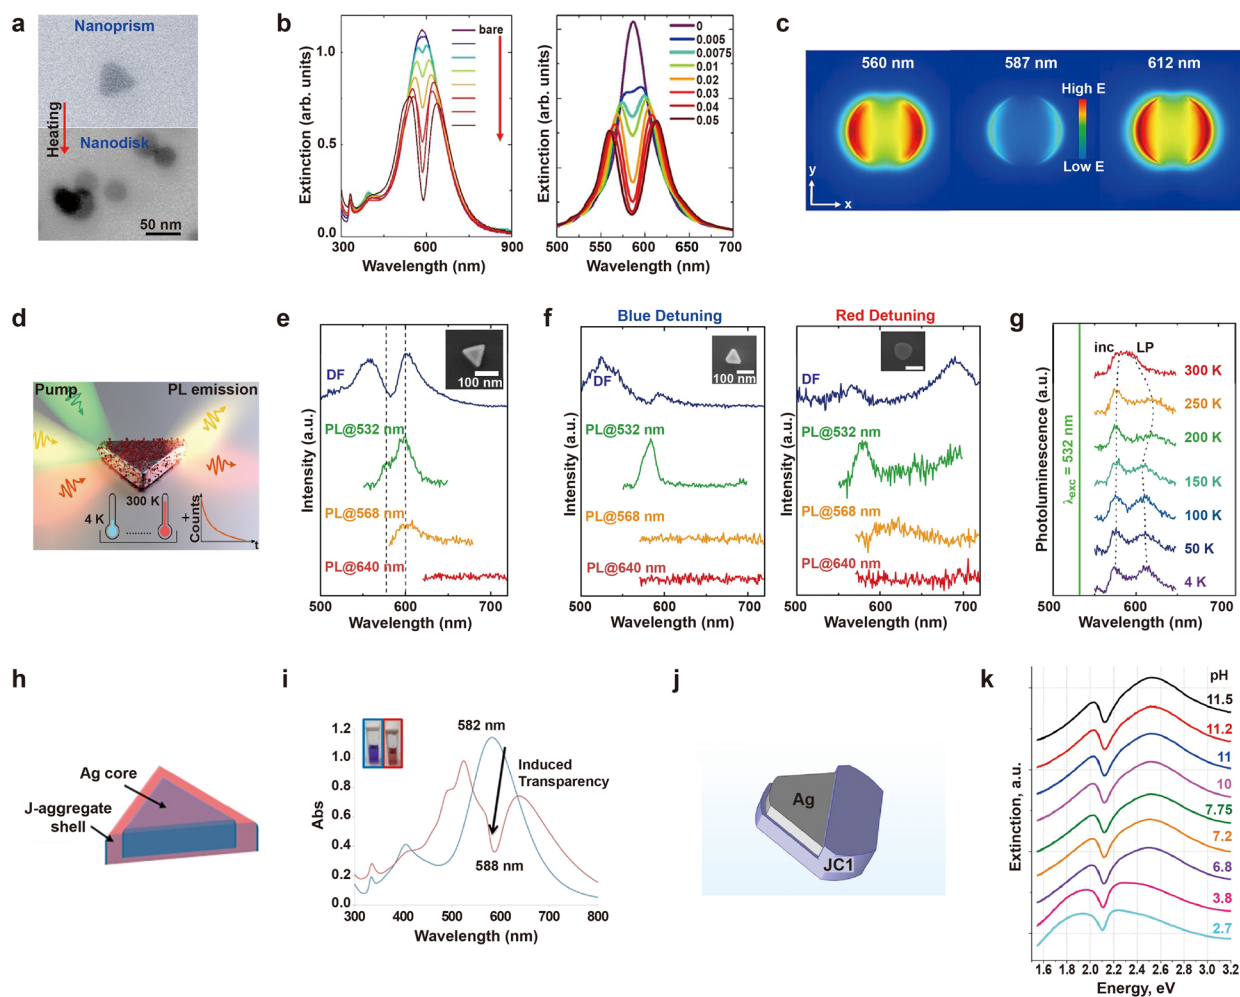 a
Nanoprism
Heating
Nanodisk
50 nm
b
Extinction (arb. units)
1.0
0.5
0.0
300 600 900
Wavelength (nm)
bare
Extinction (arb. units)
0
0.005
0.0075
0.01
0.02
0.03
0.04
0.05
500 550 600 650 700
Wavelength (nm)
c
560 nm
587 nm
612 nm
High E
Low E
y
x
d
Pump
PL emission
4 K
300 K
+
Counts
t
e
Intensity (a.u.)
DF
100 nm
PL@532 nm
PL@568 nm
PL@640 nm
500 600 700
Wavelength (nm)
f
Blue Detuning
Intensity (a.u.)
DF
100 nm
PL@532 nm
PL@568 nm
PL@640 nm
500 600 700
Wavelength (nm)
Red Detuning
Intensity (a.u.)
DF
PL@532 nm
PL@568 nm
PL@640 nm
500 600 700
Wavelength (nm)
g
Photoluminescence (a.u.)
λexc = 532 nm
inc
LP
300 K
250 K
200 K
150 K
100 K
50 K
4 K
500 600 700
Wavelength (nm)
h
Ag core
J-aggregate
shell
i
Abs
1.2
1.0
0.8
0.6
0.4
0.2
0.0
582 nm
Induced
Transparency
588 nm
300 400 500 600 700 800
Wavelength (nm)
j
Ag
JC1
k
Extinction, a.u.
pH
11.5
11.2
11
10
7.75
7.2
6.8
3.8
2.7
1.6 1.8 2.0 2.2 2.4 2.6 2.8 3.0 3.2
Energy, eV